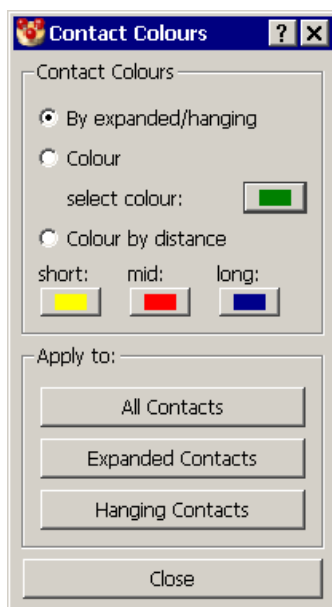 Contact Colours ? ×
Contact Colours
By expanded/hanging
Colour
select colour:
Colour by distance
short: mid: long:
Apply to:
All Contacts
Expanded Contacts
Hanging Contacts
Close